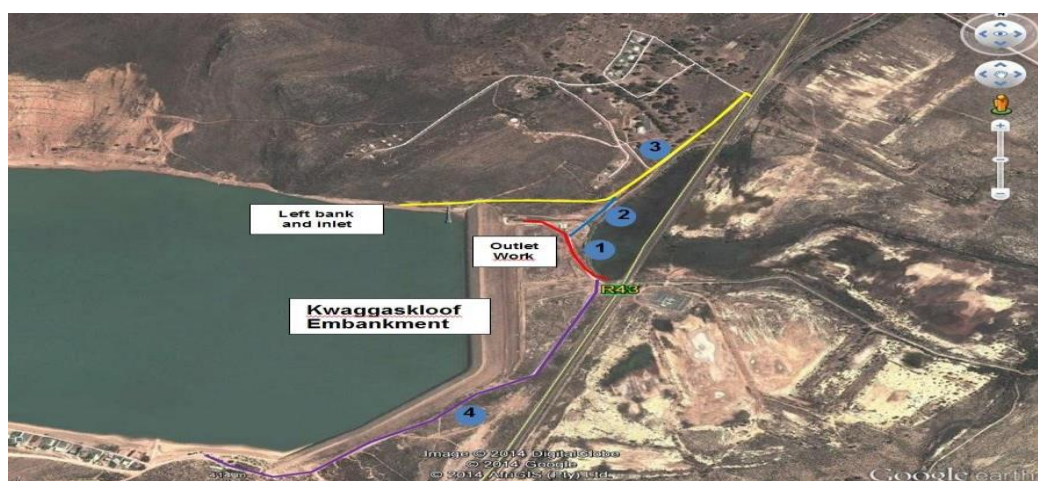 N
3
Left bank
and inlet
2
Outlet
Work
1
R43
Kwaggaskloof
Embankment
4
Image © 2014 DigitalGlobe
© 2014 Google
© 2014 AfriGIS (Pty) Ltd.
Google earth